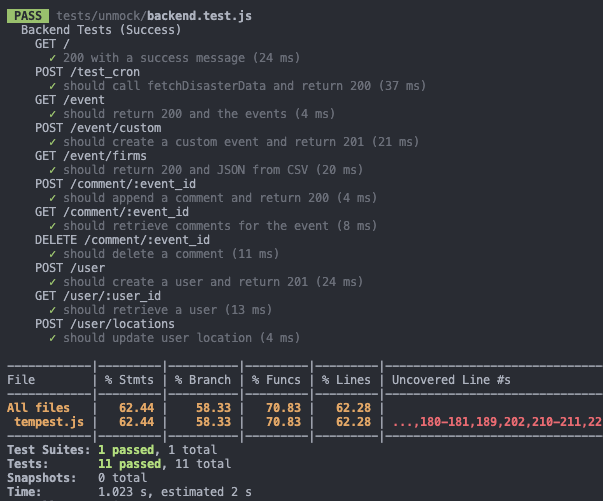 PASS tests/unmock/backend.test.js
Backend Tests (Success)
GET /
✓ 200 with a success message (24 ms)
POST /test_cron
✓ should call fetchDisasterData and return 200 (37 ms)
GET /event
✓ should return 200 and the events (4 ms)
POST /event/custom
✓ should create a custom event and return 201 (21 ms)
GET /event/firms
✓ should return 200 and JSON from CSV (20 ms)
POST /comment/:event_id
✓ should append a comment and return 200 (4 ms)
GET /comment/:event_id
✓ should retrieve comments for the event (8 ms)
DELETE /comment/:event_id
✓ should delete a comment (11 ms)
POST /user
✓ should create a user and return 201 (24 ms)
GET /user/:user_id
✓ should retrieve a user (13 ms)
POST /user/locations
✓ should update user location (4 ms)
------------|---------|----------|---------|---------|-------------------------
File | % Stmts | % Branch | % Funcs | % Lines | Uncovered Line #s
------------|---------|----------|---------|---------|-------------------------
All files | 62.44 | 58.33 | 70.83 | 62.28 |
tempest.js | 62.44 | 58.33 | 70.83 | 62.28 | ...,180-181,189,202,210-211,22
------------|---------|----------|---------|---------|-------------------------
Test Suites: 1 passed, 1 total
Tests: 11 passed, 11 total
Snapshots: 0 total
Time: 1.023 s, estimated 2 s